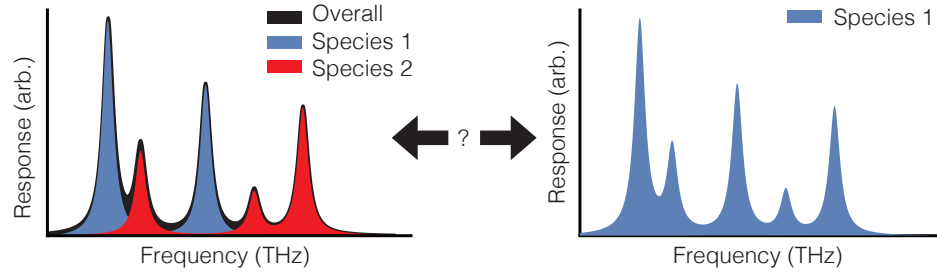 Overall
Species 1
Species 2
Response (arb.)
Frequency (THz)
?
Species 1
Response (arb.)
Frequency (THz)